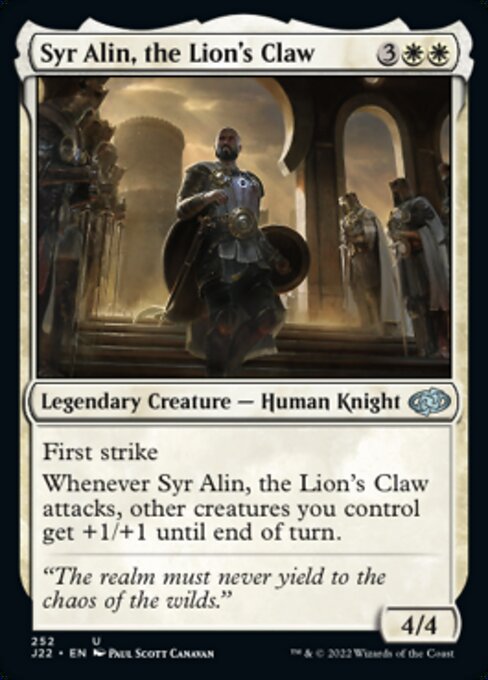 Syr Alin, the Lion's Claw 3
Legendary Creature — Human Knight
First strike
Whenever Syr Alin, the Lion's Claw
attacks, other creatures you control
get +1/+1 until end of turn.
"The realm must never yield to the
chaos of the wilds."
4/4
252 U
J22 • EN Paul Scott Canavan
™ & © 2022 Wizards of the Coast